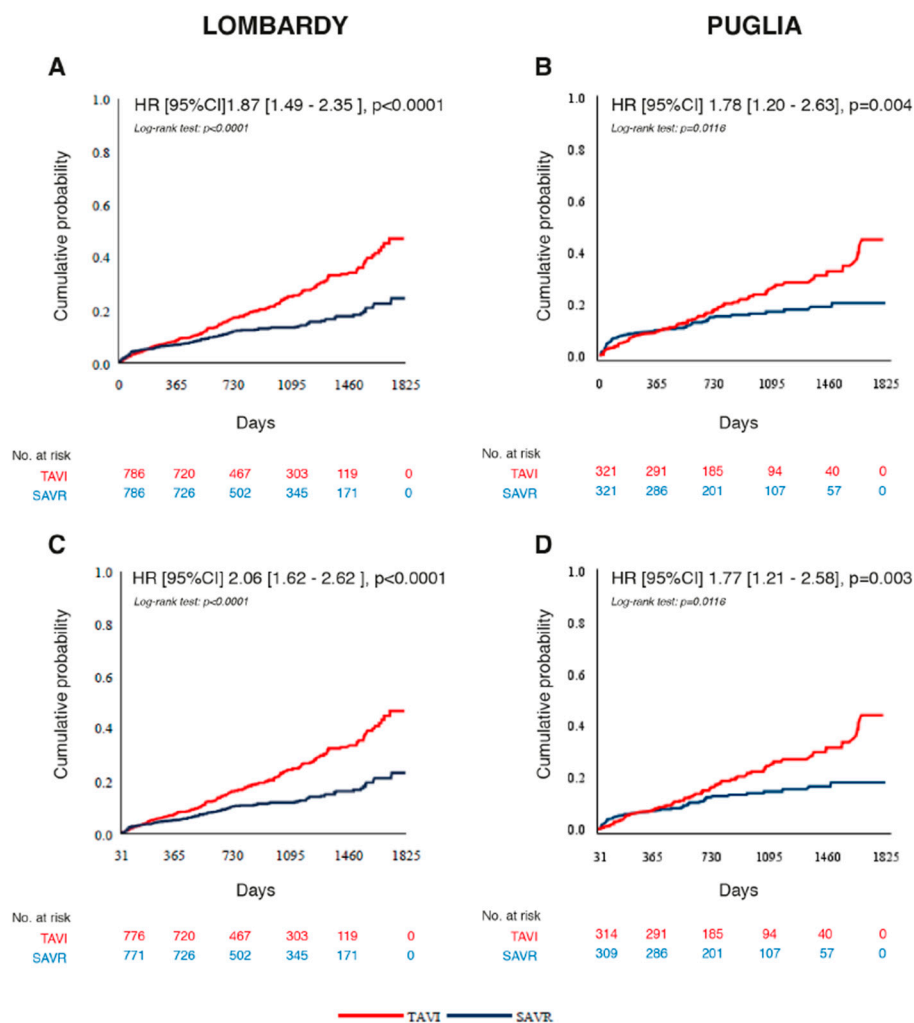 LOMBARDY
PUGLIA
A
HR [95%CI]1.87 [1.49 - 2.35 ], p<0.0001
Log-rank test: p<0.0001
Cumulative probability
1.0
0.8
0.6
0.4
0.2
0.0
0 365 730 1095 1460 1825
Days
No. at risk
TAVI 786 720 467 303 119 0
SAVR 786 726 502 345 171 0
B
HR [95%CI] 1.78 [1.20 - 2.63], p=0.004
Log-rank test: p=0.0116
Cumulative probability
1.0
0.8
0.6
0.4
0.2
0.0
0 365 730 1095 1460 1825
Days
No. at risk
TAVI 321 291 185 94 40 0
SAVR 321 286 201 107 57 0
C
HR [95%CI] 2.06 [1.62 - 2.62 ], p<0.0001
Log-rank test: p<0.0001
Cumulative probability
1.0
0.8
0.6
0.4
0.2
0.0
31 365 730 1095 1460 1825
Days
No. at risk
TAVI 776 720 467 303 119 0
SAVR 771 726 502 345 171 0
D
HR [95%CI] 1.77 [1.21 - 2.58], p=0.003
Log-rank test: p=0.0116
Cumulative probability
1.0
0.8
0.6
0.4
0.2
0.0
31 365 730 1095 1460 1825
Days
No. at risk
TAVI 314 291 185 94 40 0
SAVR 309 286 201 107 57 0
TAVI SAVR